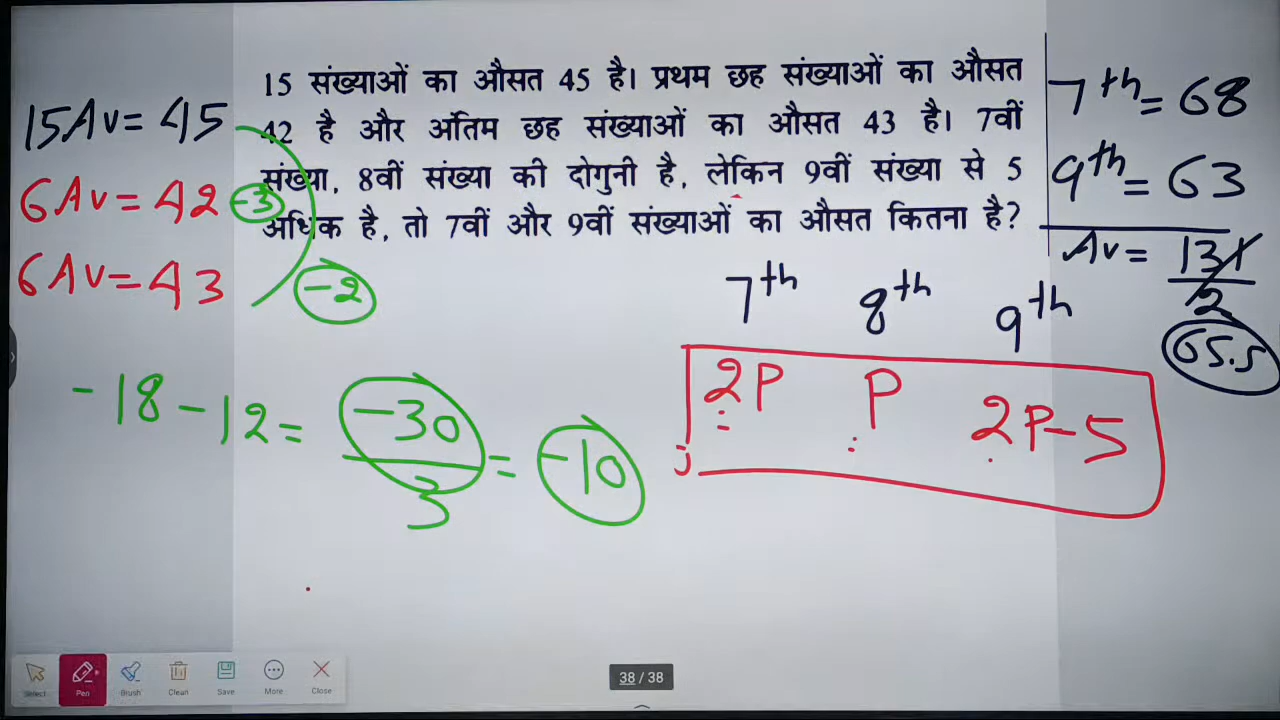 15 संख्याओं का औसत 45 है। प्रथम छह संख्याओं का औसत
42 है और अंतिम छह संख्याओं का औसत 43 है। 7वीं
संख्या, 8वीं संख्या की दोगुनी है, लेकिन 9वीं संख्या से 5
अधिक है, तो 7वीं और 9वीं संख्याओं का औसत कितना है?
15Av= 45
6Av= 42 -3
6Av= 43
-2
7th= 68
9th= 63
Av= 131
2
65.5
7th 8th 9th
2P P 2P-5
-18-12= -30 = -10
3
Select Pen Brush Clean Save More Close
38 / 38